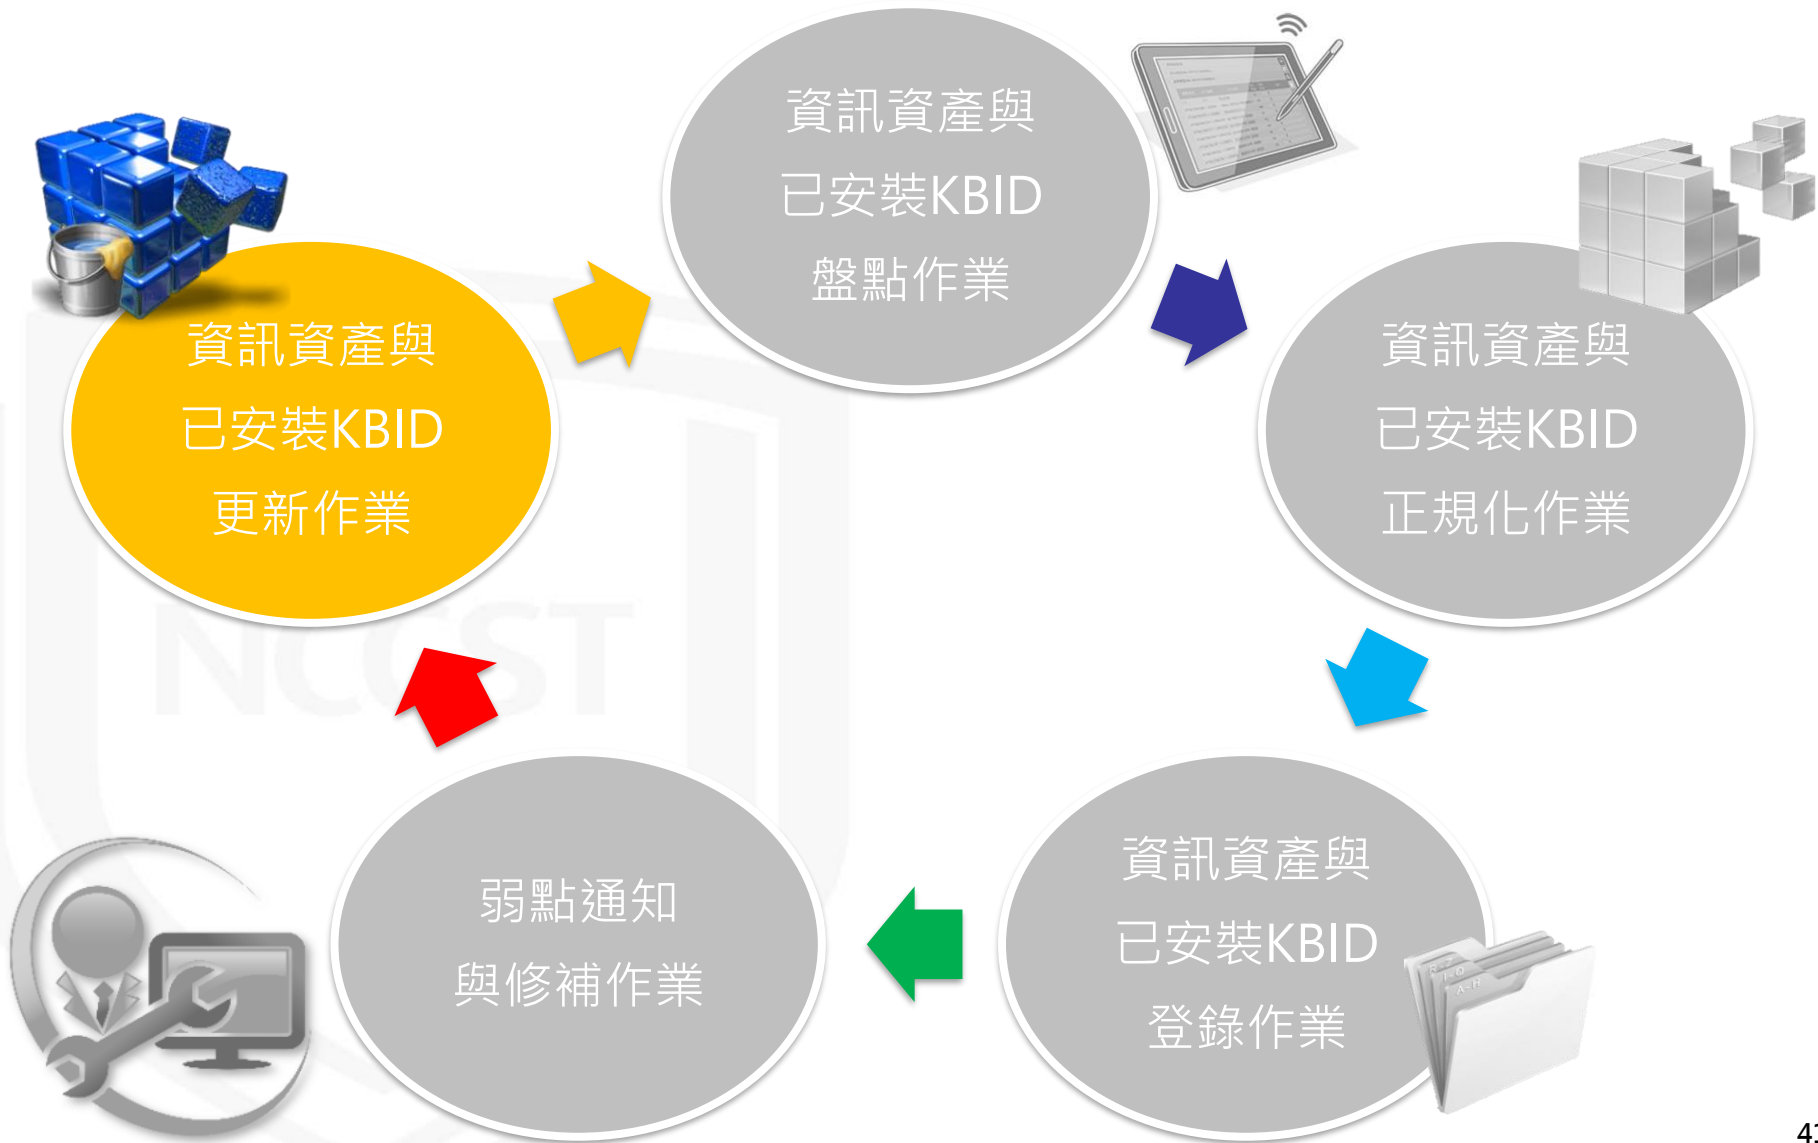 資訊資產與
已安裝KBID
盤點作業
資訊資產與
已安裝KBID
正規化作業
資訊資產與
已安裝KBID
登錄作業
弱點通知
與修補作業
資訊資產與
已安裝KBID
更新作業
NCCST
R-Z
I-Q
A-H